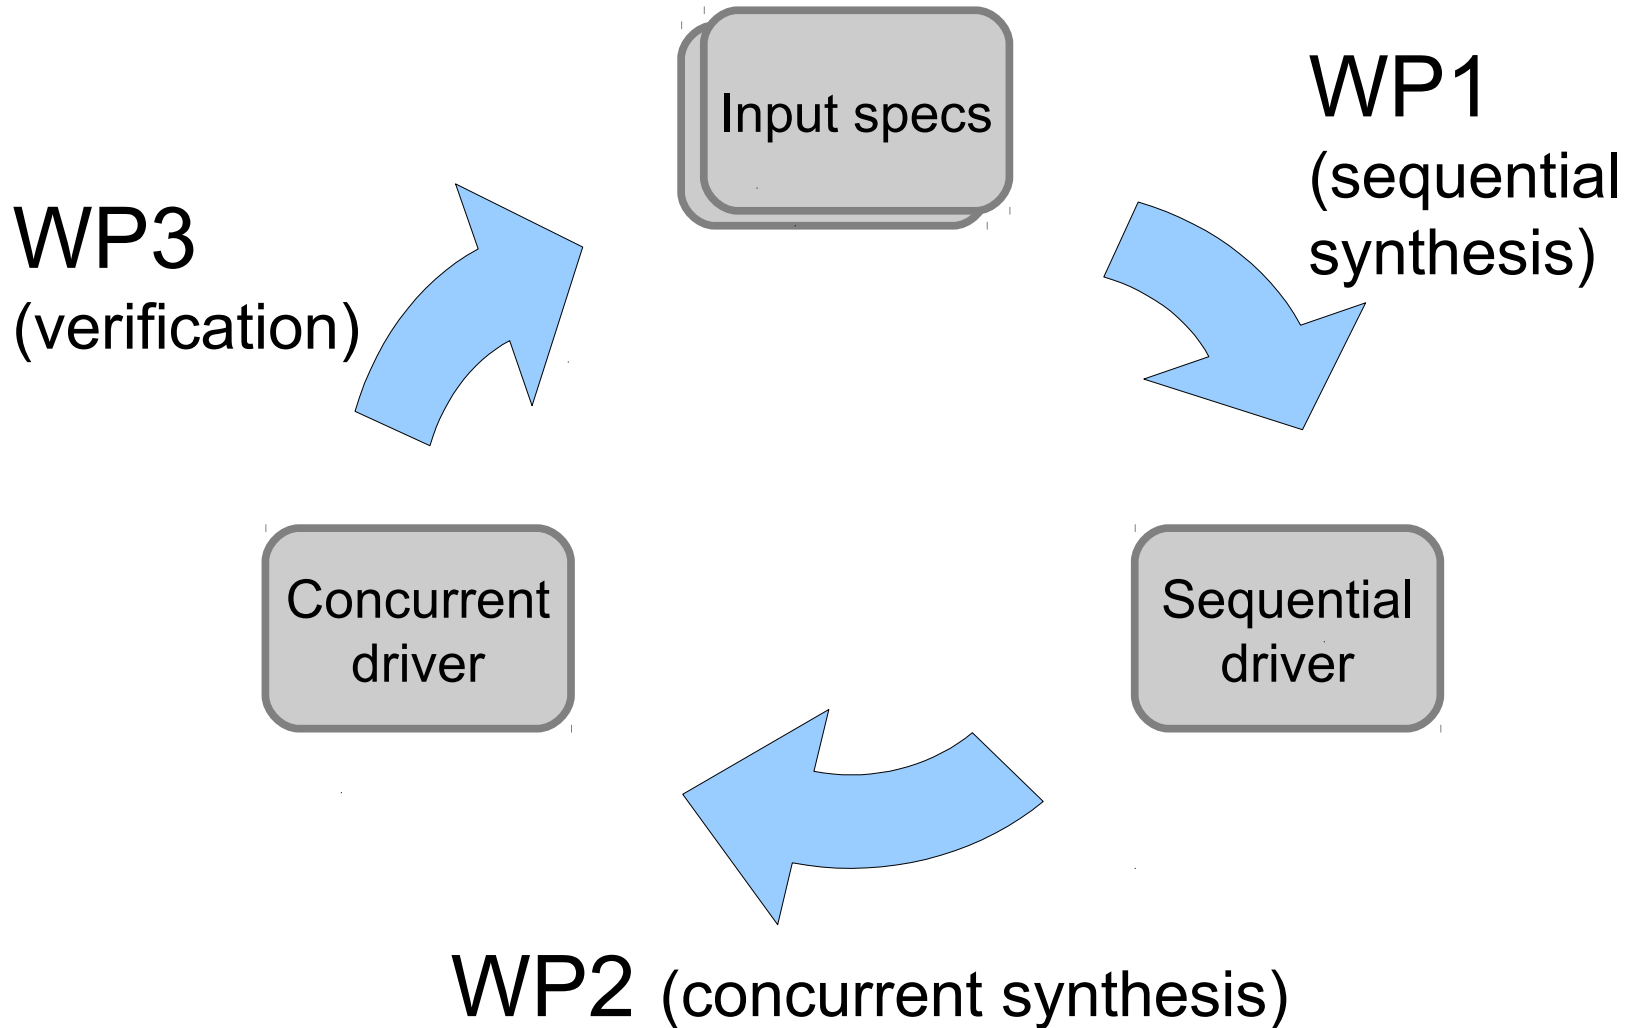 Input specs
WP1
(sequential
synthesis)
WP3
(verification)
Concurrent
driver
Sequential
driver
WP2 (concurrent synthesis)